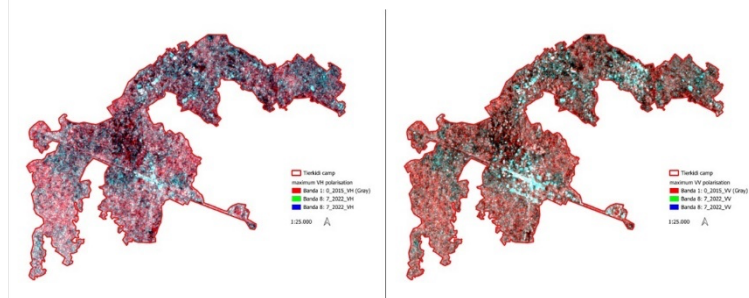 Tierkidi camp
maximum VH polarisation
Banda 1: 0_2015_VH (Gray)
Banda 8: 7_2022_VH
Banda 8: 7_2022_VH
1:25.000
Tierkidi camp
maximum VV polarisation
Banda 1: 0_2015_VV (Gray)
Banda 8: 7_2022_VV
Banda 8: 7_2022_VV
1:25.000